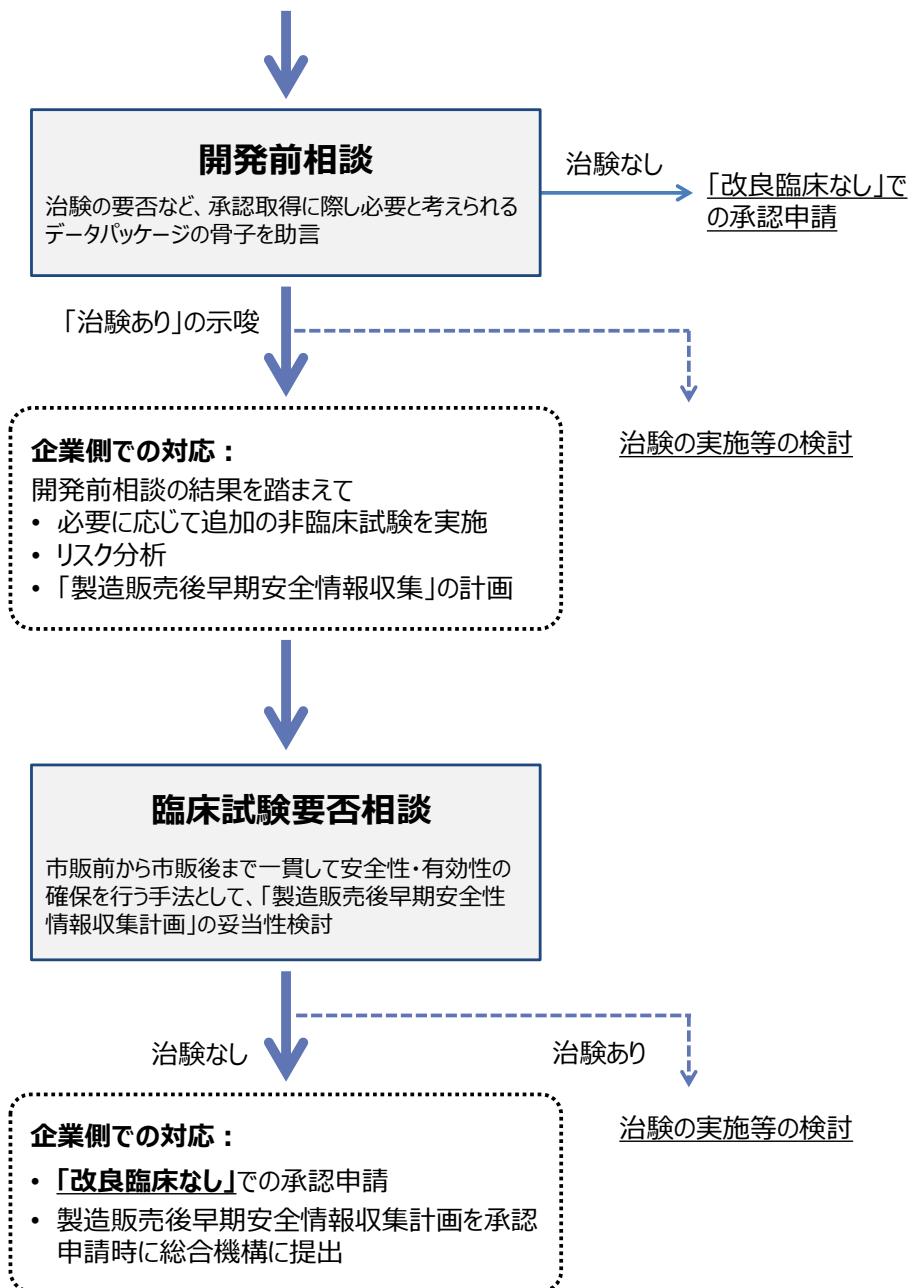 開発前相談
治験の要否など、承認取得に際し必要と考えられる
データパッケージの骨子を助言
治験なし
「改良臨床なし」で
の承認申請
「治験あり」の示唆
治験の実施等の検討
企業側での対応：
開発前相談の結果を踏まえて
• 必要に応じて追加の非臨床試験を実施
• リスク分析
• 「製造販売後早期安全情報収集」の計画
臨床試験要否相談
市販前から市販後まで一貫して安全性・有効性の
確保を行う手法として、「製造販売後早期安全性
情報収集計画」の妥当性検討
治験なし
治験あり
治験の実施等の検討
企業側での対応：
• 「改良臨床なし」での承認申請
• 製造販売後早期安全情報収集計画を承認
申請時に総合機構に提出